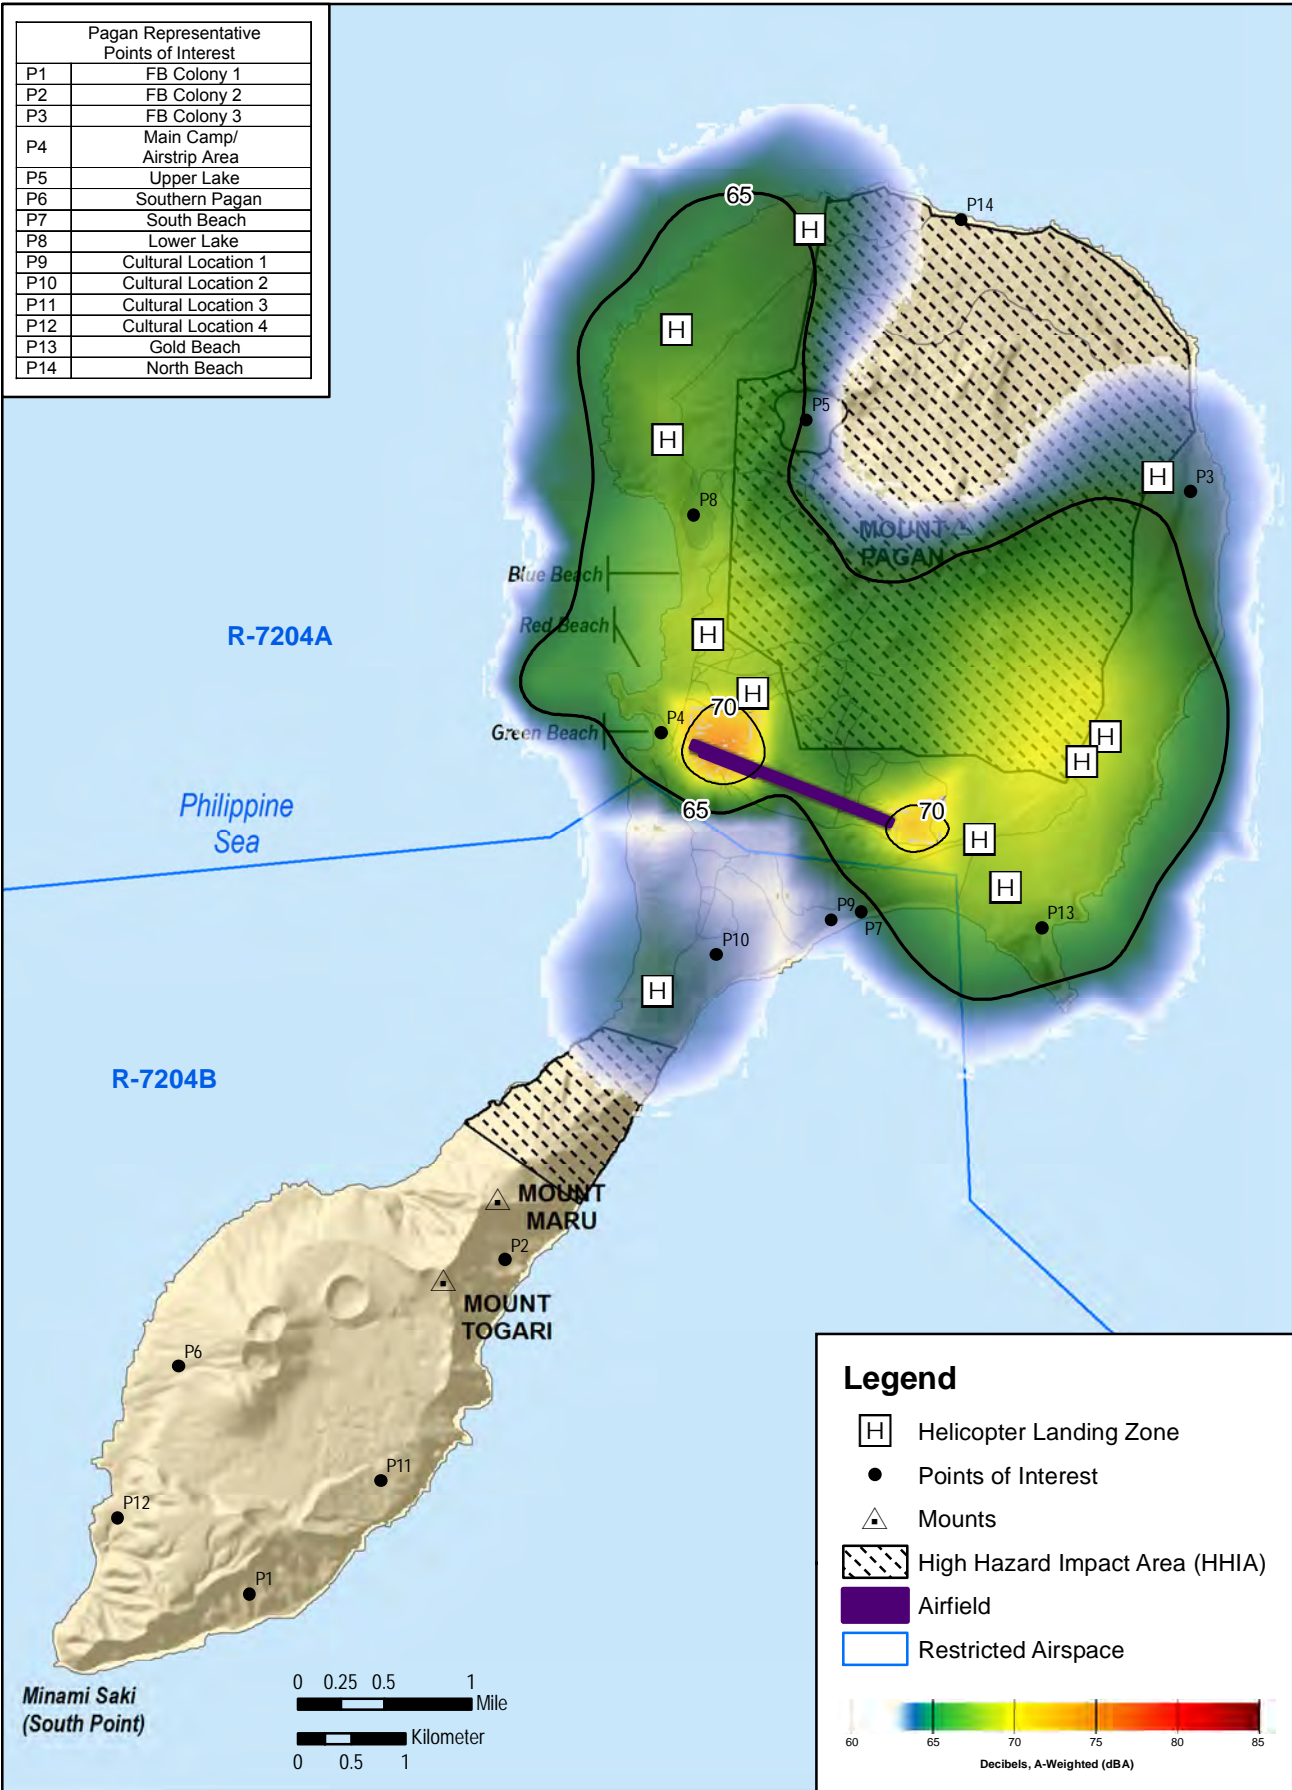 Pagan Representative
Points of Interest
P1 FB Colony 1
P2 FB Colony 2
P3 FB Colony 3
P4 Main Camp/
Airstrip Area
P5 Upper Lake
P6 Southern Pagan
P7 South Beach
P8 Lower Lake
P9 Cultural Location 1
P10 Cultural Location 2
P11 Cultural Location 3
P12 Cultural Location 4
P13 Gold Beach
P14 North Beach
65
H
P14
H
P5
H
H
P3
P8
MOUNT
PAGAN
Blue Beach
Red Beach
R-7204A
H
H
70
P4
Green Beach
H
H
Philippine
Sea
65
70
H
H
P9
P7
P13
P10
H
R-7204B
MOUNT
MARU
P2
MOUNT
TOGARI
P6
P11
P12
P1
Minami Saki
(South Point)
0 0.25 0.5 1
Mile
Kilometer
0 0.5 1
Legend
H Helicopter Landing Zone
Points of Interest
Mounts
High Hazard Impact Area (HHIA)
Airfield
Restricted Airspace
60 65 70 75 80 85
Decibels, A-Weighted (dBA)